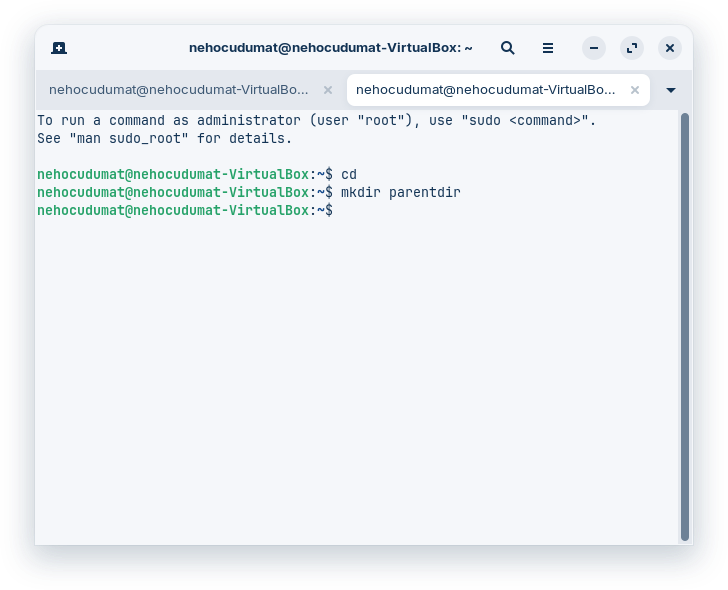 nehocudumat@nehocudumat-VirtualBox: ~
nehocudumat@nehocudumat-VirtualBo...
nehocudumat@nehocudumat-VirtualBo...
To run a command as administrator (user "root"), use "sudo <command>".
See "man sudo_root" for details.
nehocudumat@nehocudumat-VirtualBox:~$ cd
nehocudumat@nehocudumat-VirtualBox:~$ mkdir parentdir
nehocudumat@nehocudumat-VirtualBox:~$